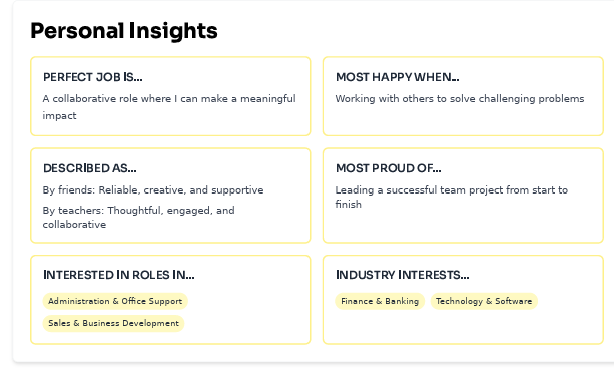 Personal Insights
PERFECT JOB IS...
A collaborative role where I can make a meaningful
impact
MOST HAPPY WHEN...
Working with others to solve challenging problems
DESCRIBED AS...
By friends: Reliable, creative, and supportive
By teachers: Thoughtful, engaged, and
collaborative
MOST PROUD OF...
Leading a successful team project from start to
finish
INTERESTED IN ROLES IN...
Administration & Office Support
Sales & Business Development
INDUSTRY INTERESTS...
Finance & Banking
Technology & Software